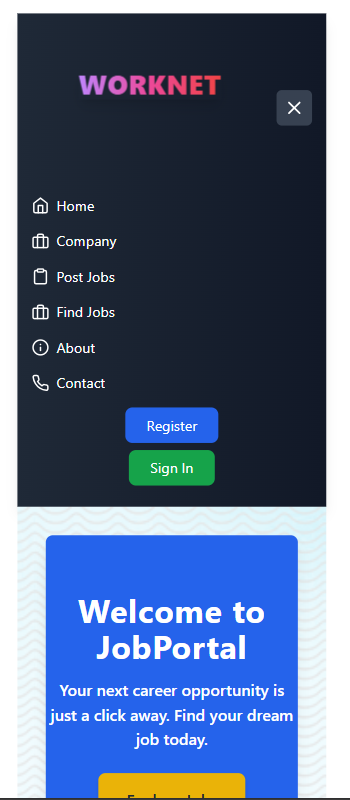 WORKNET
Home
Company
Post Jobs
Find Jobs
About
Contact
Register
Sign In
Welcome to
JobPortal
Your next career opportunity is
just a click away. Find your dream
job today.